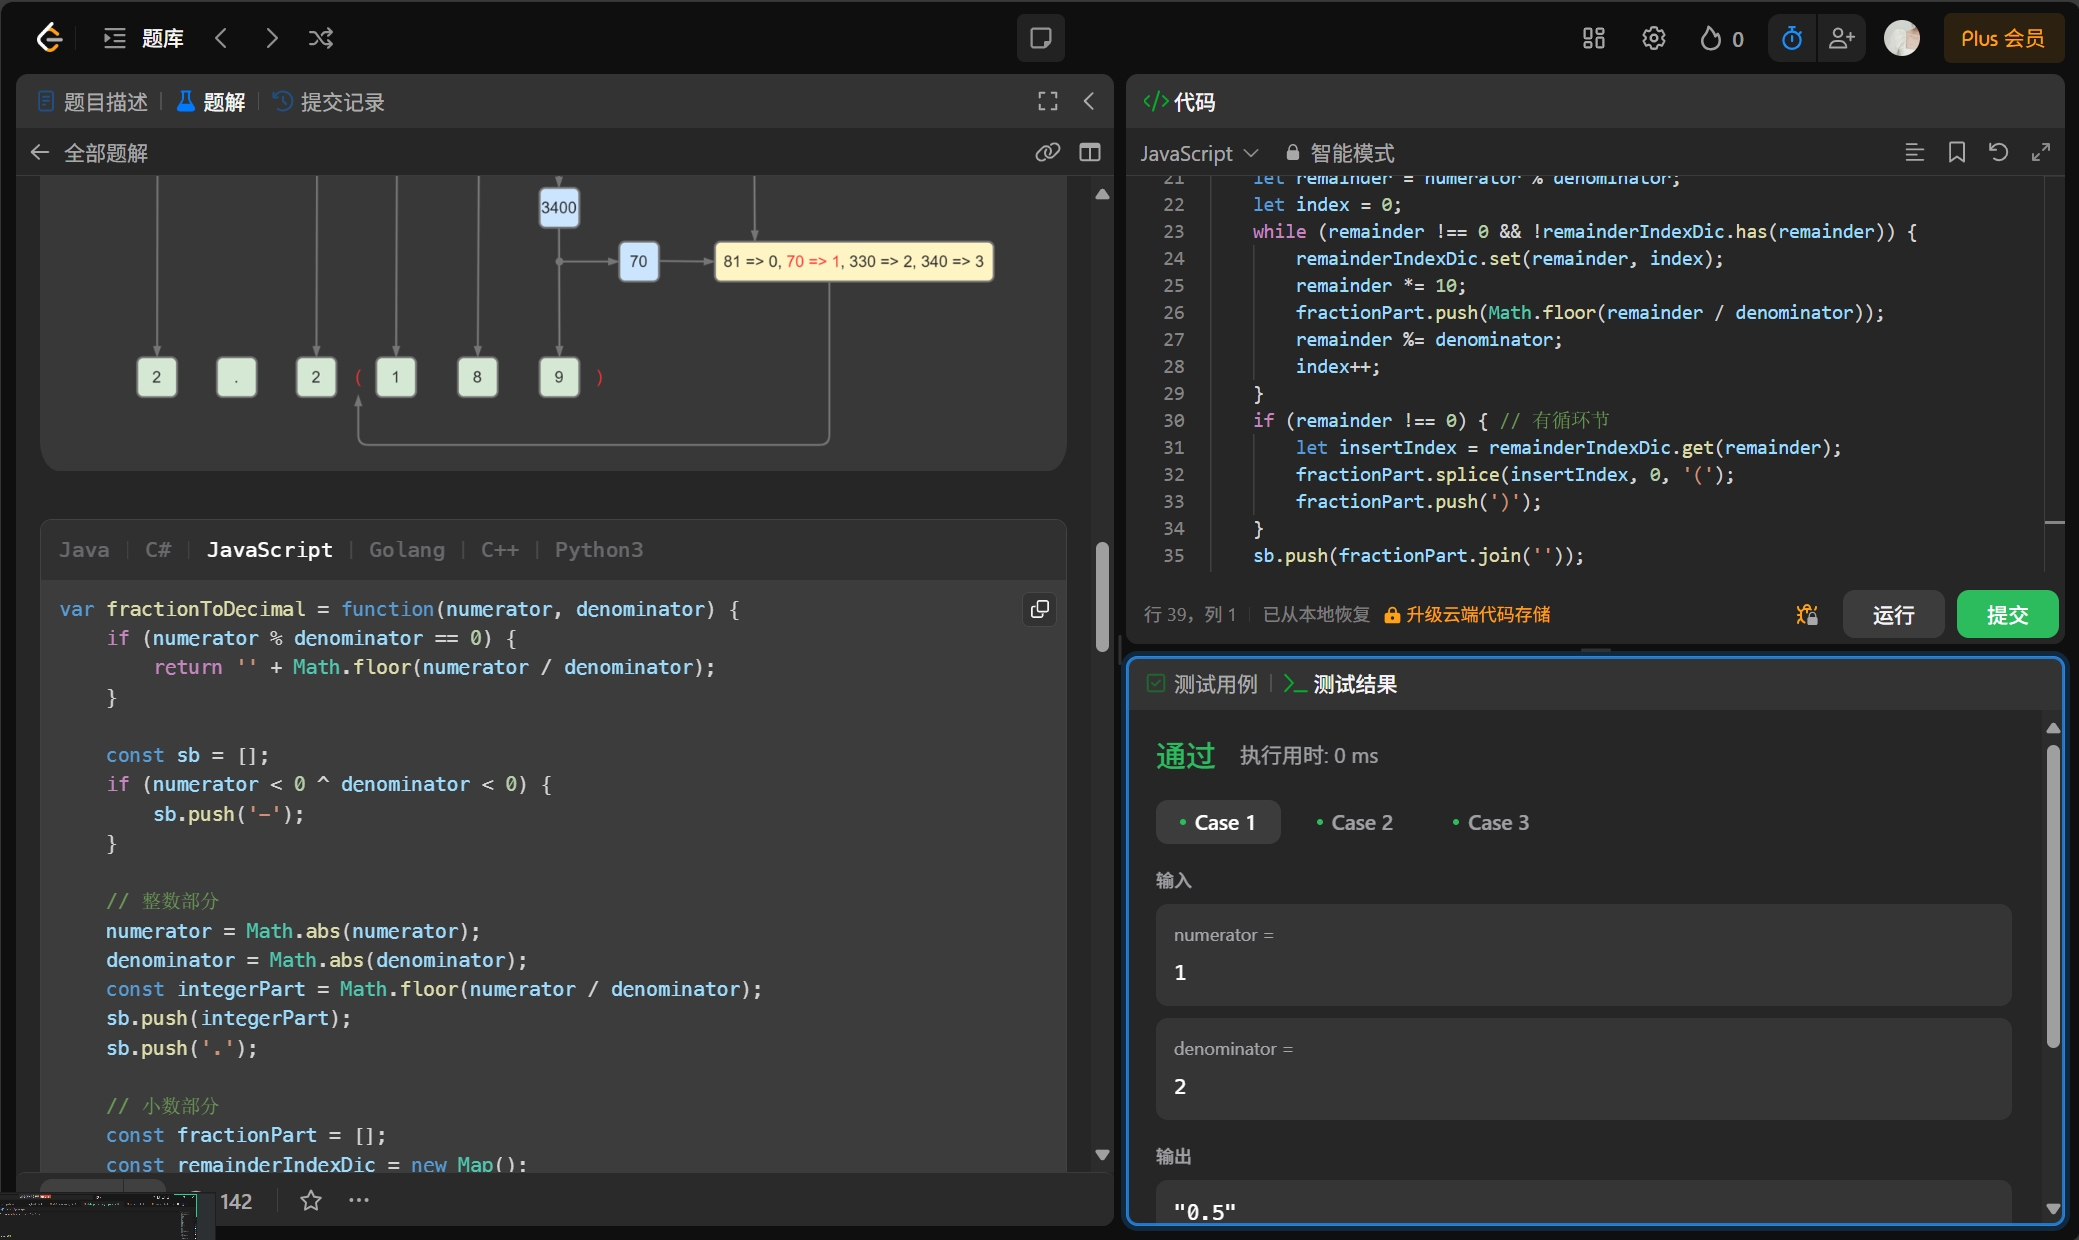 题库
0
Plus 会员
题目描述
题解
提交记录
全部题解
3400
70
81 => 0, 70 => 1, 330 => 2, 340 => 3
2 . 2 ( 1 8 9 )
Java
C#
JavaScript
Golang
C++
Python3
var fractionToDecimal = function(numerator, denominator) {
if (numerator % denominator == 0) {
return '' + Math.floor(numerator / denominator);
}
const sb = [];
if (numerator < 0 ^ denominator < 0) {
sb.push('-');
}
// 整数部分
numerator = Math.abs(numerator);
denominator = Math.abs(denominator);
const integerPart = Math.floor(numerator / denominator);
sb.push(integerPart);
sb.push('.');
// 小数部分
const fractionPart = [];
const remainderIndexDic = new Map();
142
代码
JavaScript
智能模式
21 let remainder = numerator % denominator;
22 let index = 0;
23 while (remainder !== 0 && !remainderIndexDic.has(remainder)) {
24 remainderIndexDic.set(remainder, index);
25 remainder *= 10;
26 fractionPart.push(Math.floor(remainder / denominator));
27 remainder %= denominator;
28 index++;
29 }
30 if (remainder !== 0) { // 有循环节
31 let insertIndex = remainderIndexDic.get(remainder);
32 fractionPart.splice(insertIndex, 0, '(');
33 fractionPart.push(')');
34 }
35 sb.push(fractionPart.join(''));
行 39，列 1
已从本地恢复
升级云端代码存储
运行
提交
测试用例
测试结果
通过
执行用时: 0 ms
Case 1
Case 2
Case 3
输入
numerator =
1
denominator =
2
输出
"0.5"